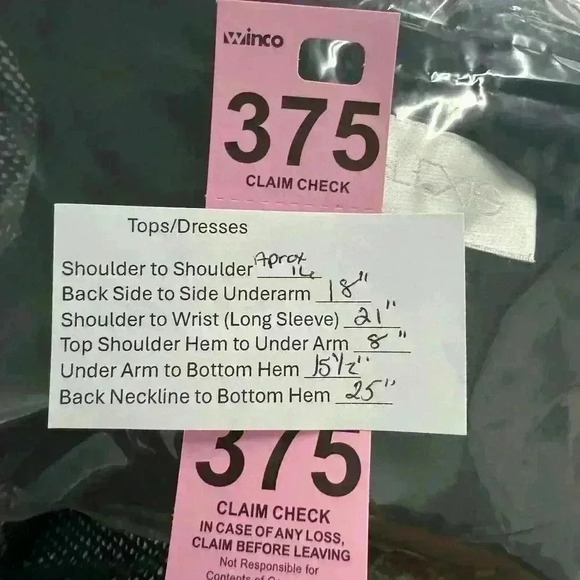 winco
375
CLAIM CHECK
Tops/Dresses
Shoulder to Shoulder Aprox
Back Side to Side Underarm 18"
Shoulder to Wrist (Long Sleeve) 21"
Top Shoulder Hem to Under Arm 8"
Under Arm to Bottom Hem 15 1/2"
Back Neckline to Bottom Hem 25"
375
CLAIM CHECK
IN CASE OF ANY LOSS,
CLAIM BEFORE LEAVING
Not Responsible for
Contents of